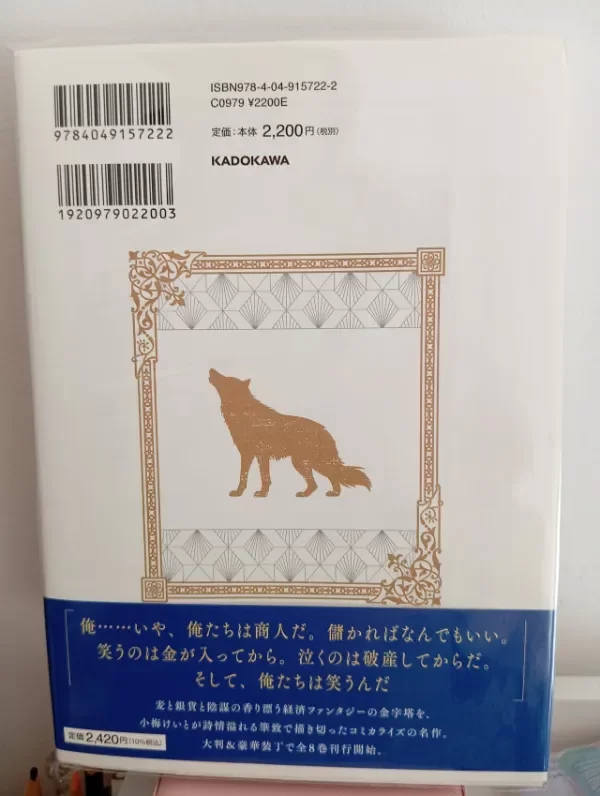 ISBN978-4-04-915722-2
C0979 ¥2200E
定価：本体 2,200円（税別）
KADOKAWA
9784049157222
1920979022003
俺……いや、俺たちは商人だ。儲かればなんでもいい。
笑うのは金が入ってから。泣くのは破産してからだ。
そして、俺たちは笑うんだ
麦と銀貨と陰謀の香り漂う経済ファンタジーの金字塔を、
小梅けいとが詩情溢れる筆致で描き切ったコミカライズの名作。
大判＆豪華装丁で全8巻刊行開始。
定価2,420円（10％税込）